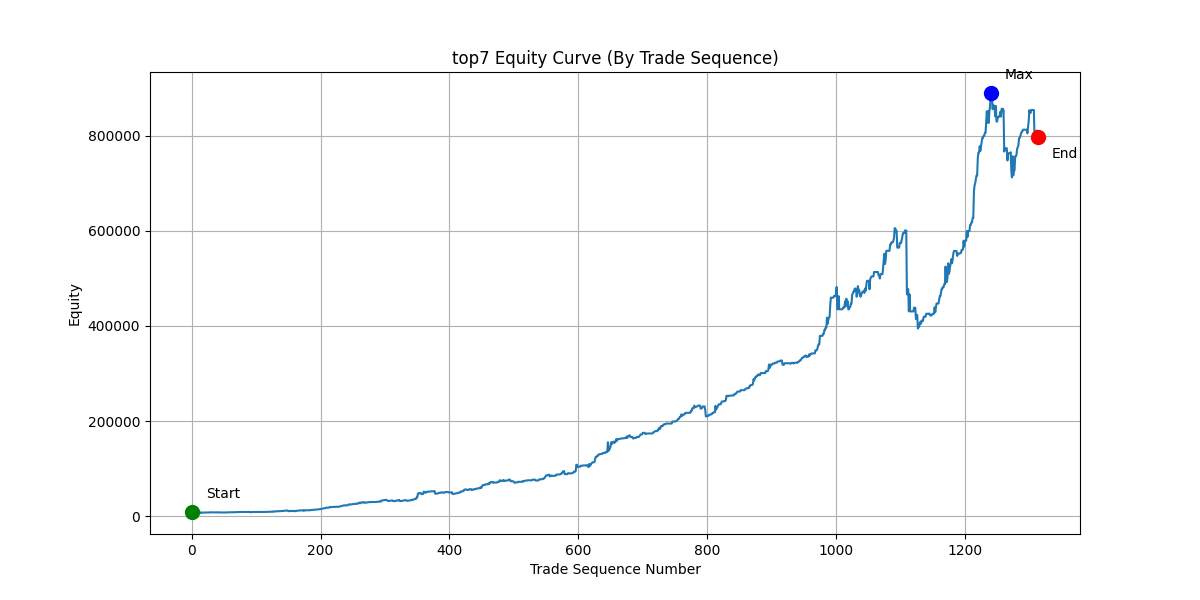 top7 Equity Curve (By Trade Sequence)
Max
800000
End
600000
Equity
400000
200000
Start
0
0 200 400 600 800 1000 1200
Trade Sequence Number